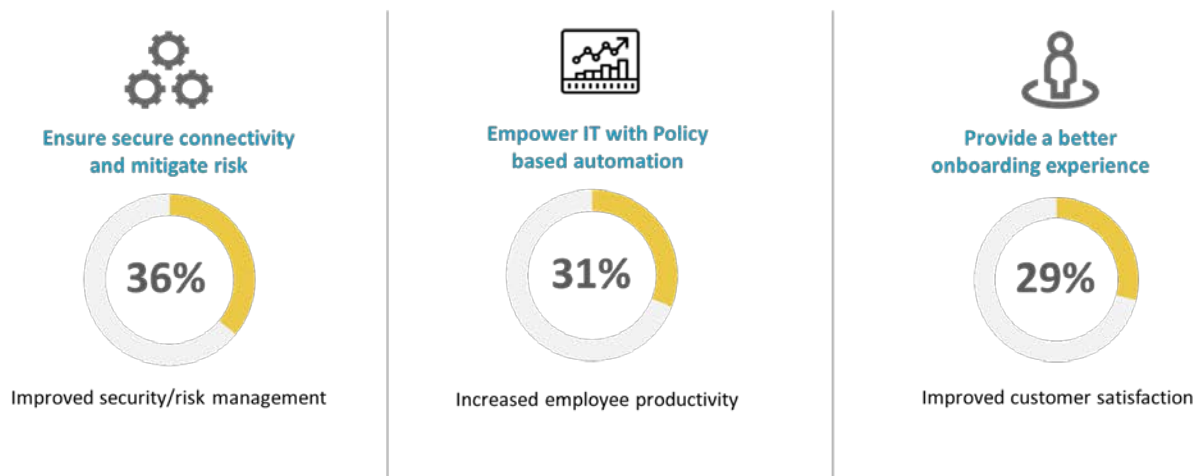 Ensure secure connectivity
and mitigate risk
36%
Improved security/risk management
Empower IT with Policy
based automation
31%
Increased employee productivity
Provide a better
onboarding experience
29%
Improved customer satisfaction